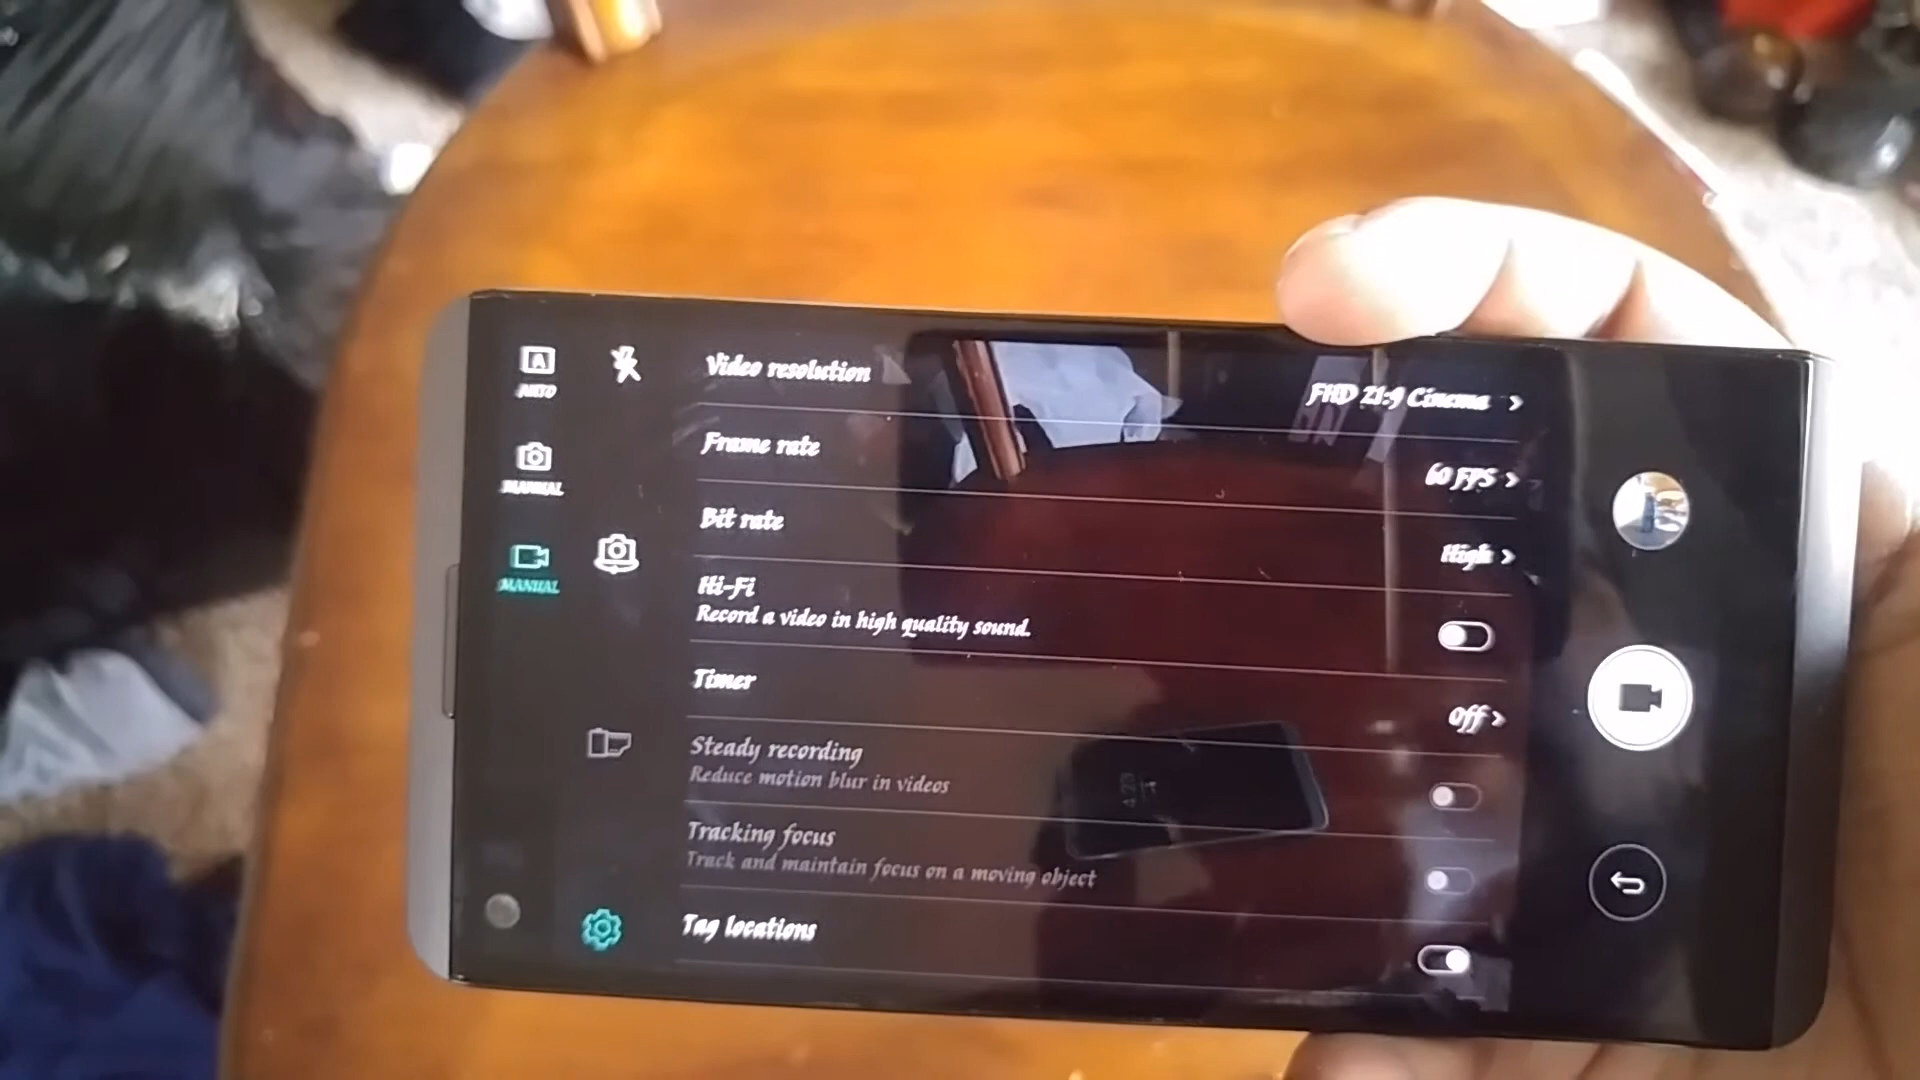 AUTO
MANUAL
MANUAL
Video resolution
FHD 21:9 Cinema
Frame rate
60 FPS
Bit rate
High
Hi-Fi
Record a video in high quality sound.
Timer
Off
Steady recording
Reduce motion blur in videos
Tracking focus
Track and maintain focus on a moving object
Tag locations